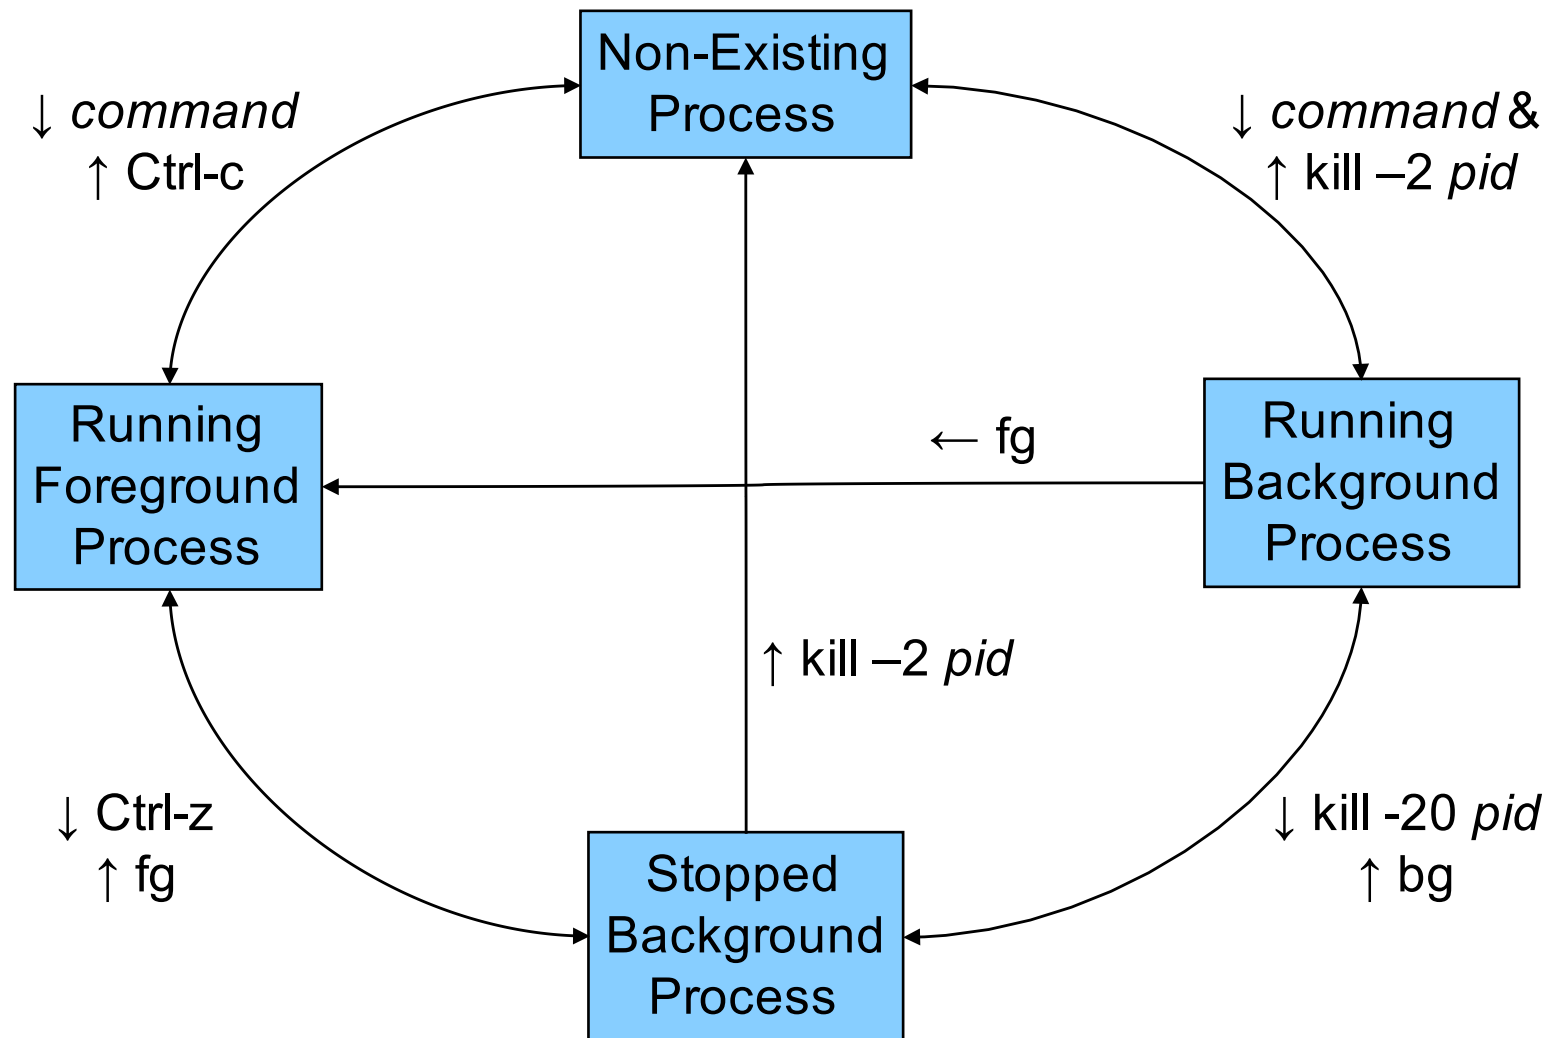 Non-Existing
Process
↓ command
↑ Ctrl-c
↓ command &
↑ kill –2 pid
Running
Foreground
Process
← fg
Running
Background
Process
↑ kill –2 pid
↓ Ctrl-z
↑ fg
↓ kill -20 pid
↑ bg
Stopped
Background
Process